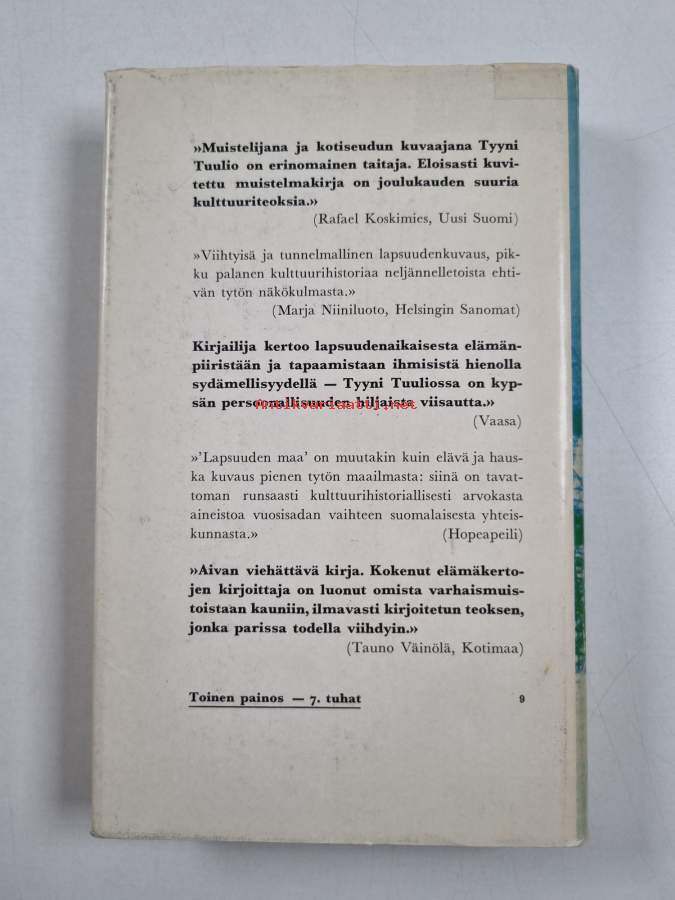 »Muistelijana ja kotiseudun kuvaajana Tyyni
Tuulio on erinomainen taitaja. Eloisasti kuvi-
tettu muistelmakirja on joulukauden suuria
kulttuuriteoksia.»
(Rafael Koskimies, Uusi Suomi)
»Viihtyisä ja tunnelmallinen lapsuudenkuvaus, pik-
ku palanen kulttuurihistoriaa neljännelletoista ehti-
vän tytön näkökulmasta.»
(Marja Niiniluoto, Helsingin Sanomat)
Kirjailija kertoo lapsuudenaikaisesta elämän-
piiristään ja tapaamistaan ihmisistä hienolla
sydämellisyydellä — Tyyni Tuuliossa on kyp-
sän persoonallisuuden hiljaista viisautta.»
Antikvariaatti.net
(Vaasa)
»'Lapsuuden maa' on muutakin kuin elävä ja haus-
ka kuvaus pienen tytön maailmasta: siinä on tavat-
toman runsaasti kulttuurihistoriallisesti arvokasta
aineistoa vuosisadan vaihteen suomalaisesta yhteis-
kunnasta.» (Hopeapeili)
»Aivan viehättävä kirja. Kokenut elämäkerto-
jen kirjoittaja on luonut omista varhaismuis-
toistaan kauniin, ilmavasti kirjoitetun teoksen,
jonka parissa todella viihdyin.»
(Tauno Väinölä, Kotimaa)
Toinen painos — 7. tuhat 9